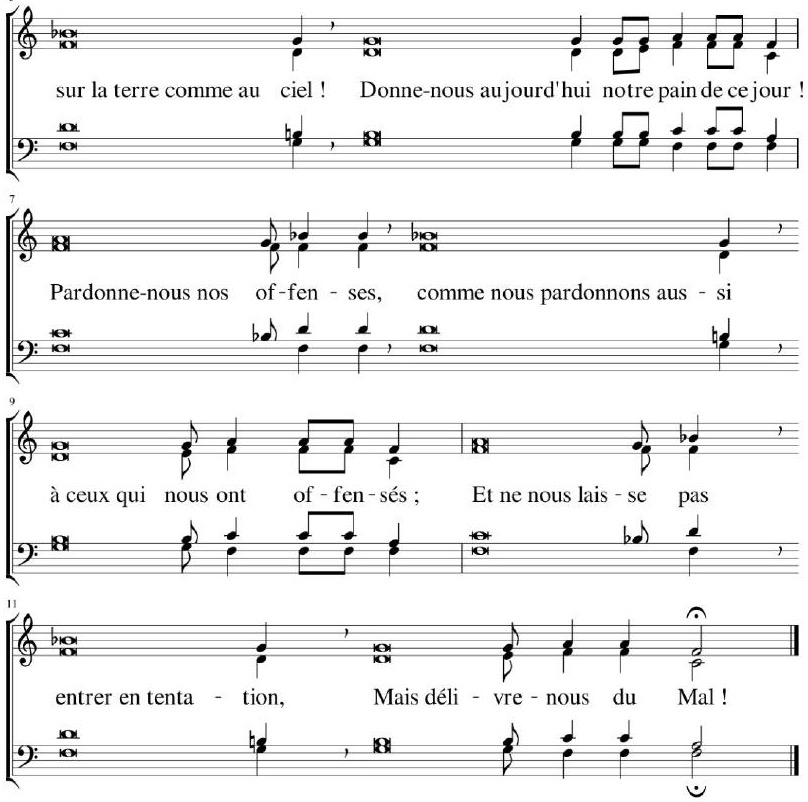 sur la terre comme au ciel ! Donne-nous aujourd'hui notre pain de ce jour !
7
Pardonne-nous nos of - fen - ses, comme nous pardonnons aus - si
9
à ceux qui nous ont of - fen - sés ; Et ne nous lais - se pas
11
entrer en tenta - tion, Mais déli - vre - nous du Mal !